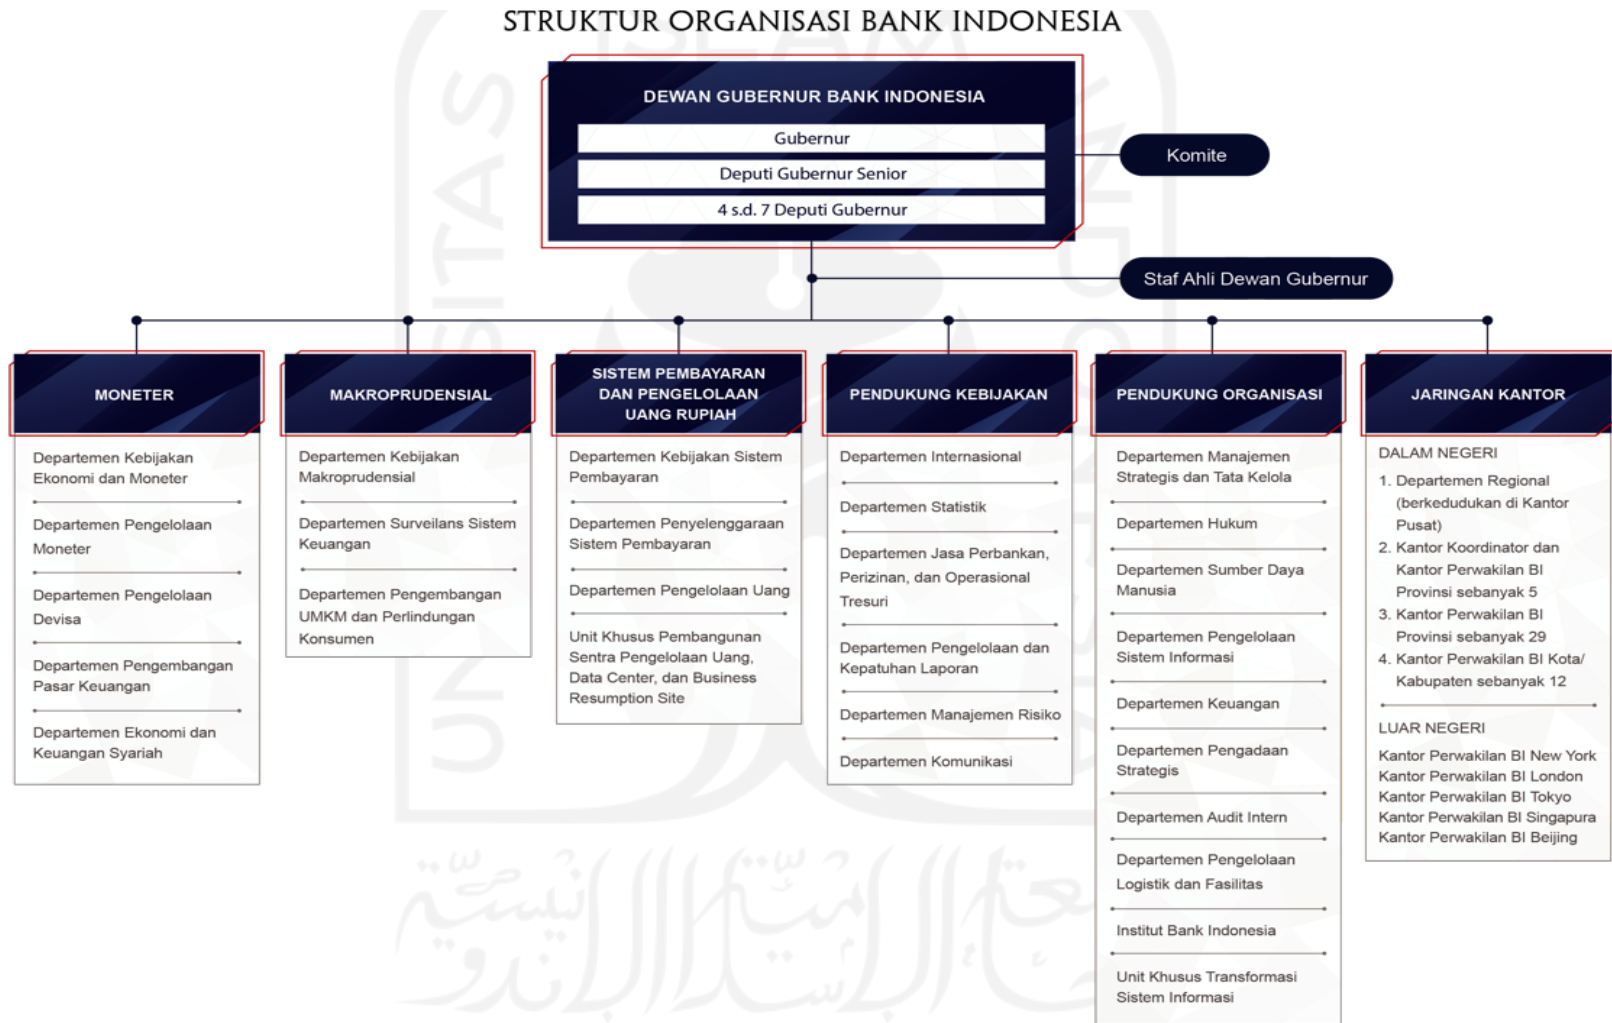 STRUKTUR ORGANISASI BANK INDONESIA
DEWAN GUBERNUR BANK INDONESIA
Gubernur
Deputi Gubernur Senior
4 s.d. 7 Deputi Gubernur
Komite
Staf Ahli Dewan Gubernur
MONETER
Departemen Kebijakan
Ekonomi dan Moneter
Departemen Pengelolaan
Moneter
Departemen Pengelolaan
Devisa
Departemen Pengembangan
Pasar Keuangan
Departemen Ekonomi dan
Keuangan Syariah
MAKROPRUDENSIAL
Departemen Kebijakan
Makroprudensial
Departemen Surveilans Sistem
Keuangan
Departemen Pengembangan
UMKM dan Perlindungan
Konsumen
SISTEM PEMBAYARAN
DAN PENGELOLAAN
UANG RUPIAH
Departemen Kebijakan Sistem
Pembayaran
Departemen Penyelenggaraan
Sistem Pembayaran
Departemen Pengelolaan Uang
Unit Khusus Pembangunan
Sentra Pengelolaan Uang,
Data Center, dan Business
Resumption Site
PENDUKUNG KEBIJAKAN
Departemen Internasional
Departemen Statistik
Departemen Jasa Perbankan,
Perizinan, dan Operasional
Tresuri
Departemen Pengelolaan dan
Kepatuhan Laporan
Departemen Manajemen Risiko
Departemen Komunikasi
PENDUKUNG ORGANISASI
Departemen Manajemen
Strategis dan Tata Kelola
Departemen Hukum
Departemen Sumber Daya
Manusia
Departemen Pengelolaan
Sistem Informasi
Departemen Keuangan
Departemen Pengadaan
Strategis
Departemen Audit Intern
Departemen Pengelolaan
Logistik dan Fasilitas
Institut Bank Indonesia
Unit Khusus Transformasi
Sistem Informasi
JARINGAN KANTOR
DALAM NEGERI
1. Departemen Regional
(berkedudukan di Kantor
Pusat)
2. Kantor Koordinator dan
Kantor Perwakilan BI
Provinsi sebanyak 5
3. Kantor Perwakilan BI
Provinsi sebanyak 29
4. Kantor Perwakilan BI Kota/
Kabupaten sebanyak 12
LUAR NEGERI
Kantor Perwakilan BI New York
Kantor Perwakilan BI London
Kantor Perwakilan BI Tokyo
Kantor Perwakilan BI Singapura
Kantor Perwakilan BI Beijing
ISLAM